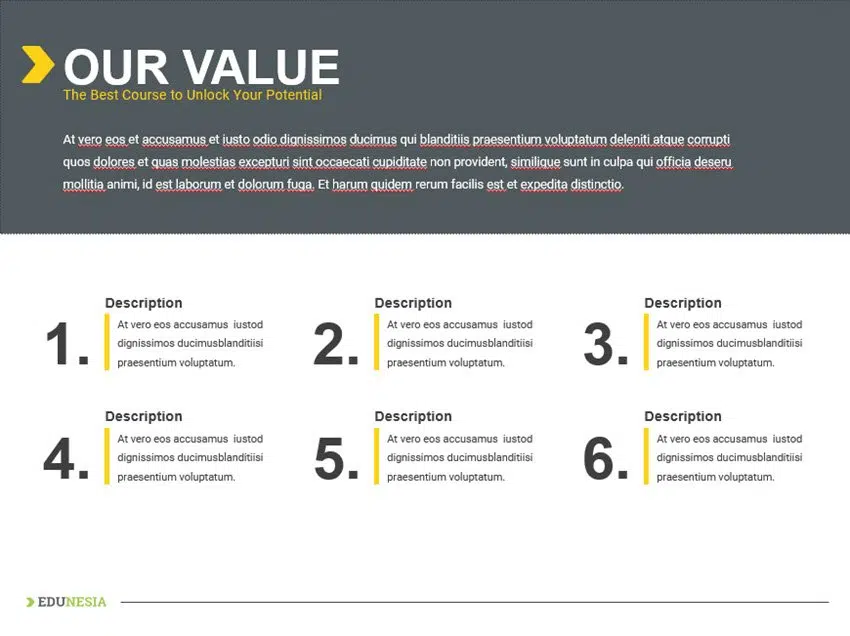 OUR VALUE
The Best Course to Unlock Your Potential
At vero eos et accusamus et iusto odio dignissimos ducimus qui blanditiis praesentium voluptatum deleniti atque corrupti
quos dolores et quas molestias excepturi sint occaecati cupiditate non provident, similique sunt in culpa qui officia deseru
mollitia animi, id est laborum et dolorum fuga. Et harum quidem rerum facilis est et expedita distinctio.
1.
Description
At vero eos accusamus iustod
dignissimos ducimusblanditiisi
praesentium voluptatum.
2.
Description
At vero eos accusamus iustod
dignissimos ducimusblanditiisi
praesentium voluptatum.
3.
Description
At vero eos accusamus iustod
dignissimos ducimusblanditiisi
praesentium voluptatum.
4.
Description
At vero eos accusamus iustod
dignissimos ducimusblanditiisi
praesentium voluptatum.
5.
Description
At vero eos accusamus iustod
dignissimos ducimusblanditiisi
praesentium voluptatum.
6.
Description
At vero eos accusamus iustod
dignissimos ducimusblanditiisi
praesentium voluptatum.
EDUNESIA